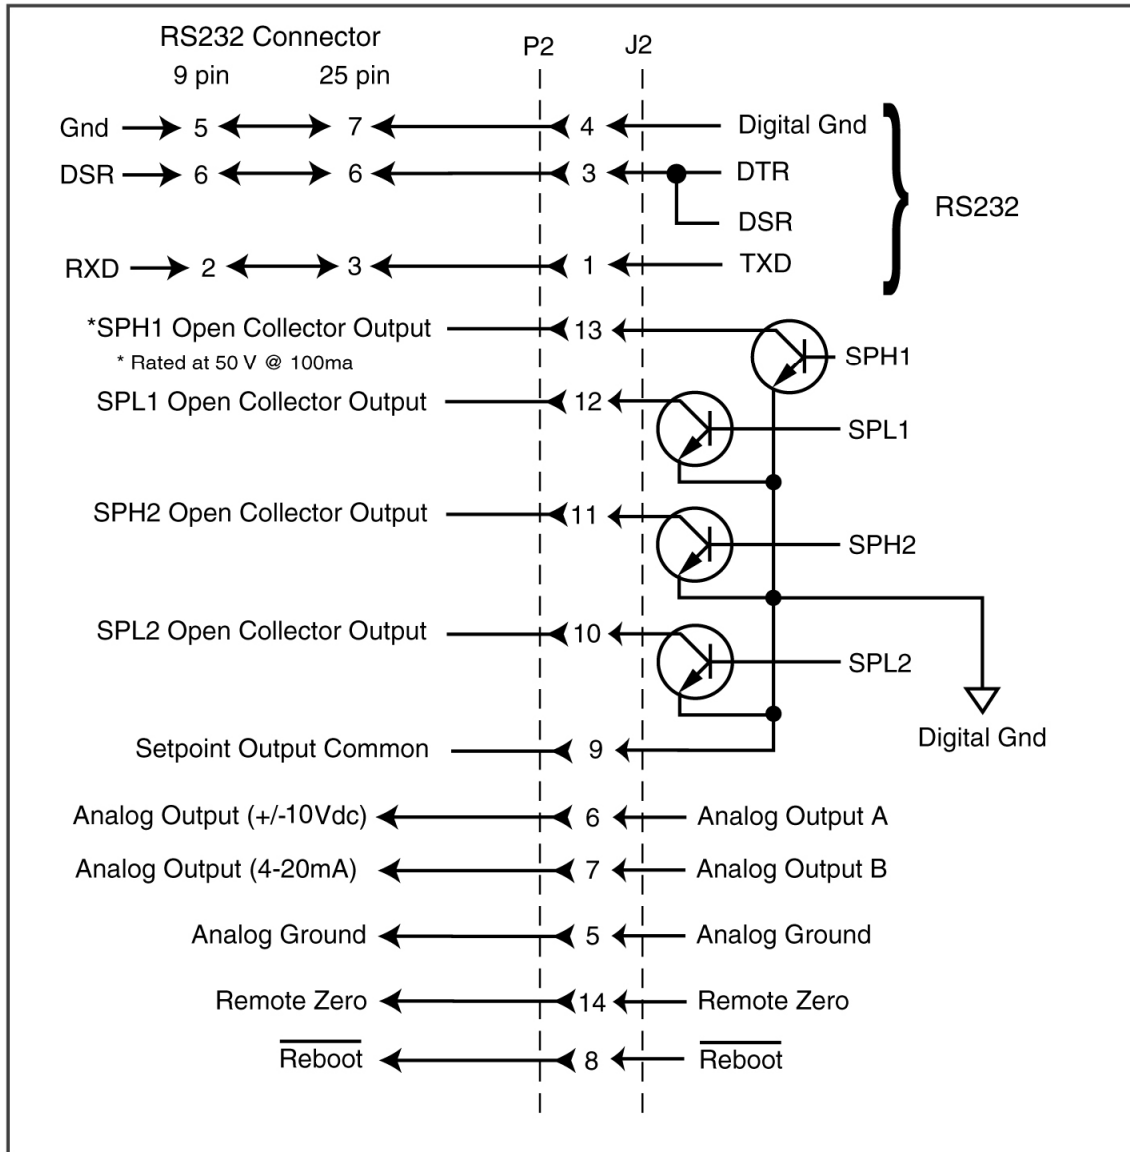 RS232 Connector P2 J2
9 pin 25 pin
Gnd 5 7 4 Digital Gnd
DSR 6 6 3 DTR
RS232
DSR
RXD 2 3 1 TXD
*SPH1 Open Collector Output 13
* Rated at 50 V @ 100ma
SPH1
SPL1 Open Collector Output 12
SPL1
SPH2 Open Collector Output 11
SPH2
SPL2 Open Collector Output 10
SPL2
Digital Gnd
Setpoint Output Common 9
Analog Output (+/-10Vdc) 6 Analog Output A
Analog Output (4-20mA) 7 Analog Output B
Analog Ground 5 Analog Ground
Remote Zero 14 Remote Zero
Reboot 8 Reboot